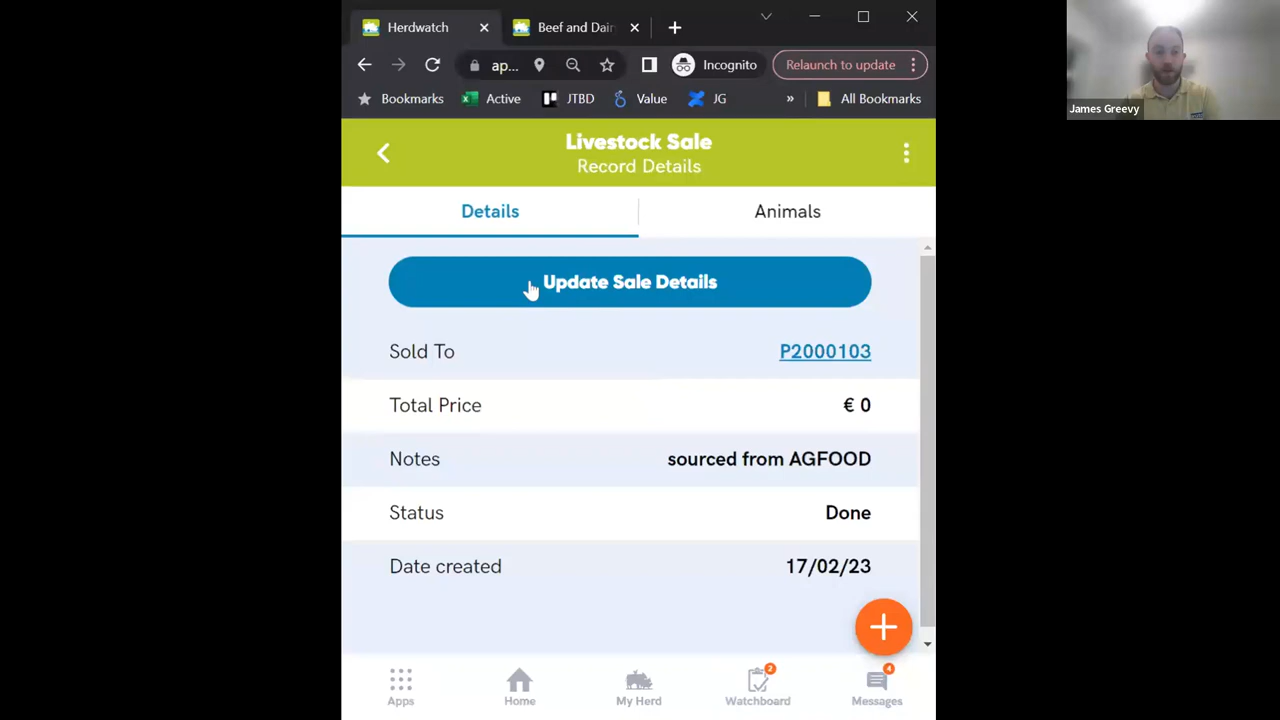 Herdwatch
Beef and Dair
ap...
Incognito
Relaunch to update
Bookmarks
Active
JTBD
Value
JG
»
All Bookmarks
Livestock Sale
Record Details
Details
Animals
Update Sale Details
Sold To
P2000103
Total Price
€ 0
Notes
sourced from AGFOOD
Status
Done
Date created
17/02/23
Apps
Home
My Herd
2
Watchboard
4
Messages
James Greevy